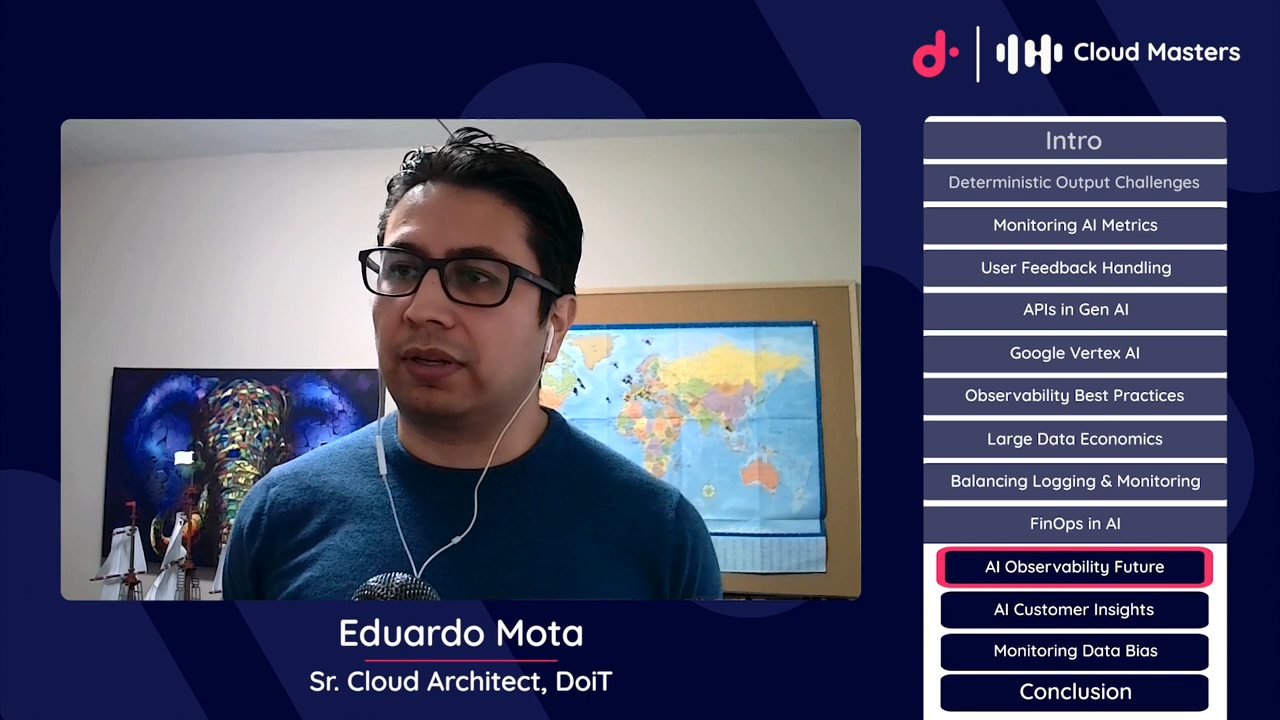 Cloud Masters
Intro
Deterministic Output Challenges
Monitoring AI Metrics
User Feedback Handling
APIs in Gen AI
Google Vertex AI
Observability Best Practices
Large Data Economics
Balancing Logging & Monitoring
FinOps in AI
AI Observability Future
AI Customer Insights
Monitoring Data Bias
Conclusion
Eduardo Mota
Sr. Cloud Architect, DoiT